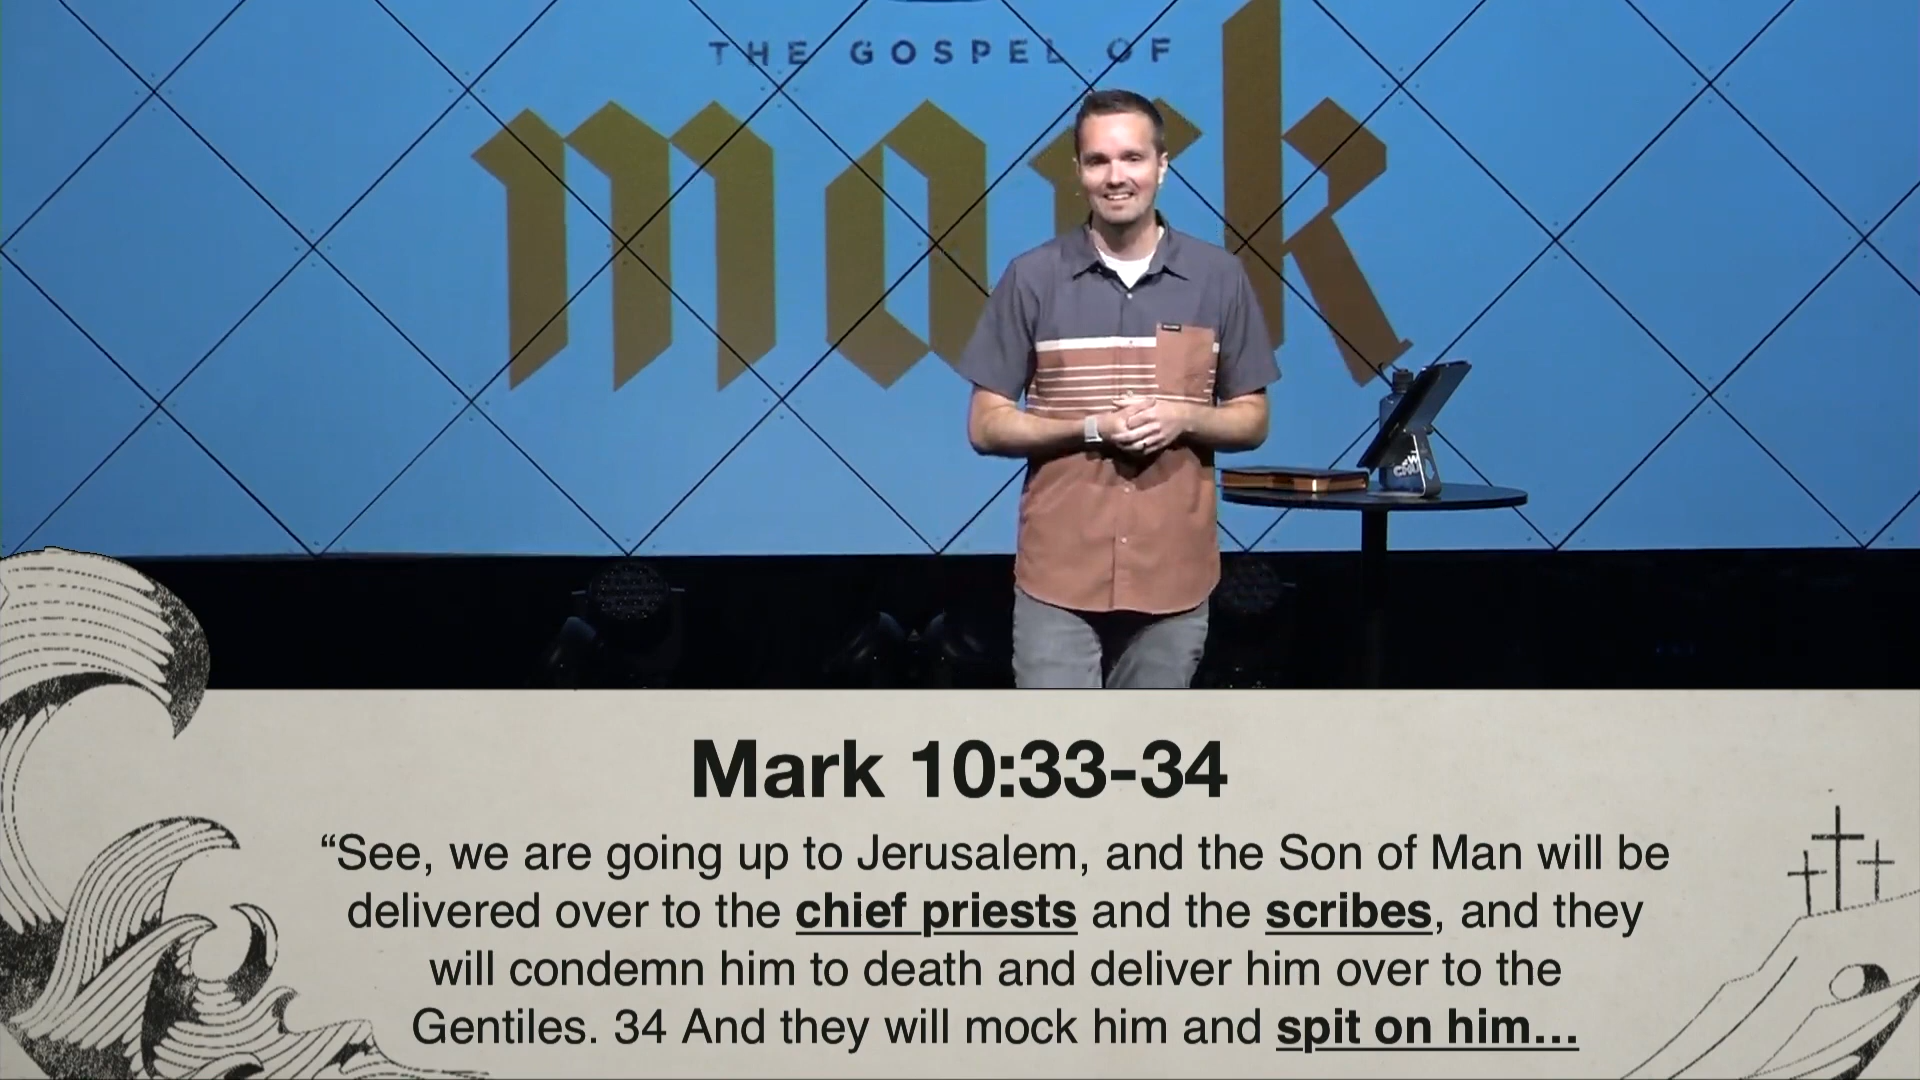 THE GOSPEL OF
mark
Mark 10:33-34
“See, we are going up to Jerusalem, and the Son of Man will be
delivered over to the chief priests and the scribes, and they
will condemn him to death and deliver him over to the
Gentiles. 34 And they will mock him and spit on him...